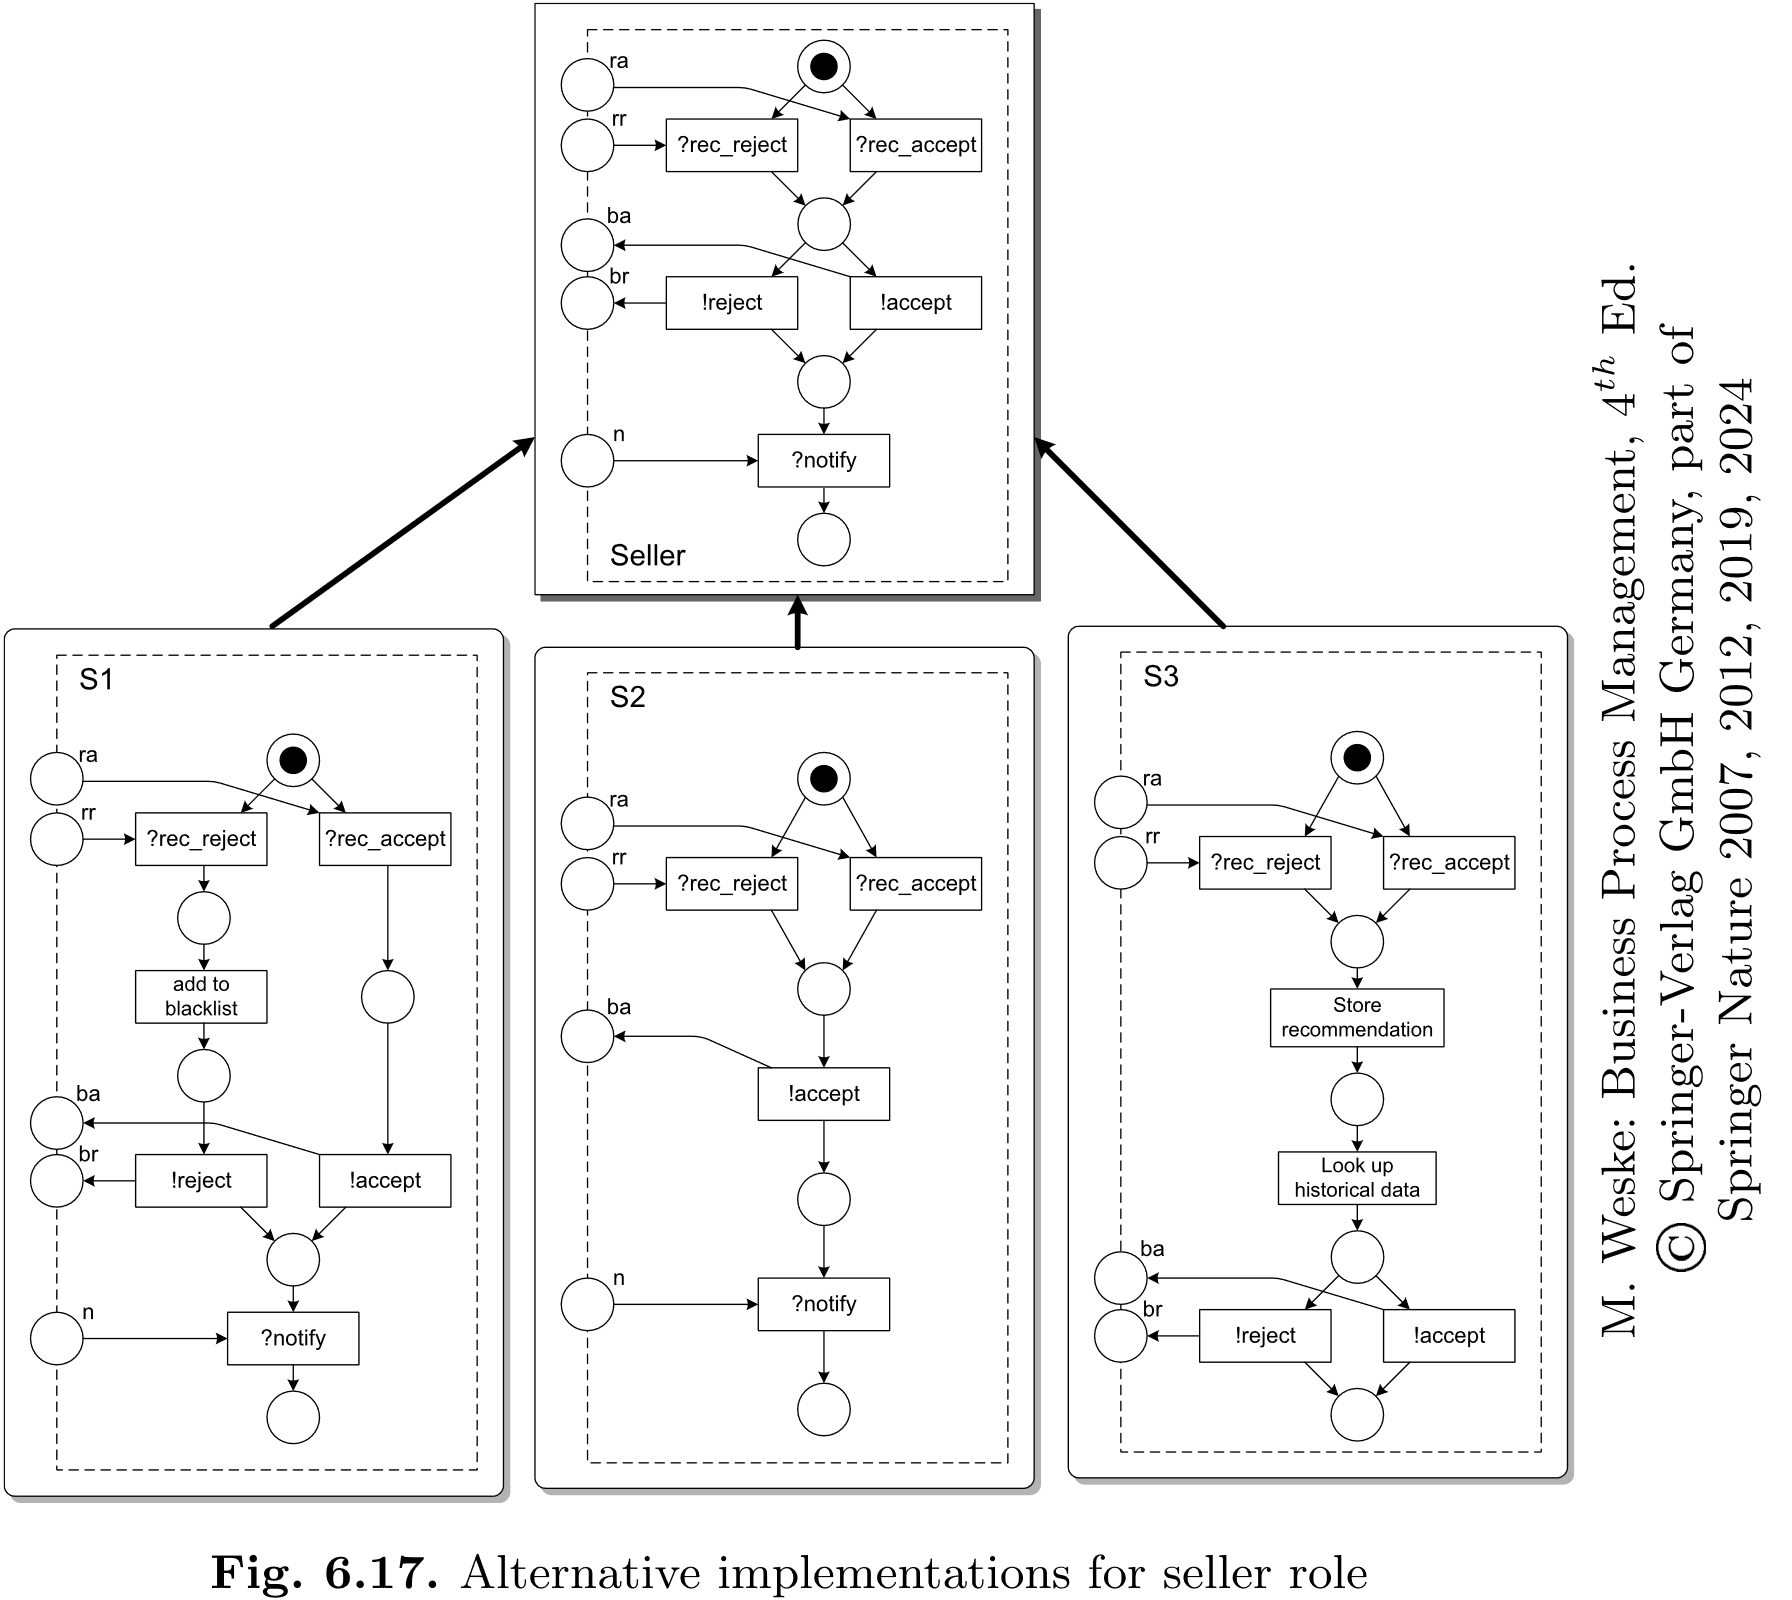 ra
rr
?rec_reject
?rec_accept
ba
br
!reject
!accept
n
?notify
Seller
S1
ra
rr
?rec_reject
?rec_accept
add to
blacklist
ba
br
!reject
!accept
n
?notify
S2
ra
rr
?rec_reject
?rec_accept
ba
!accept
n
?notify
S3
ra
rr
?rec_reject
?rec_accept
Store
recommendation
Look up
historical data
ba
br
!reject
!accept
M. Weske: Business Process Management, 4th Ed.
© Springer-Verlag GmbH Germany, part of
Springer Nature 2007, 2012, 2019, 2024
Fig. 6.17. Alternative implementations for seller role